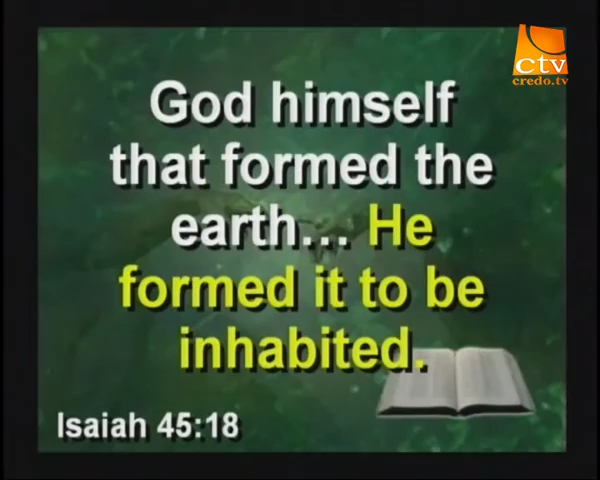 ctv
credo.tv
God himself
that formed the
earth... He
formed it to be
inhabited.
Isaiah 45:18